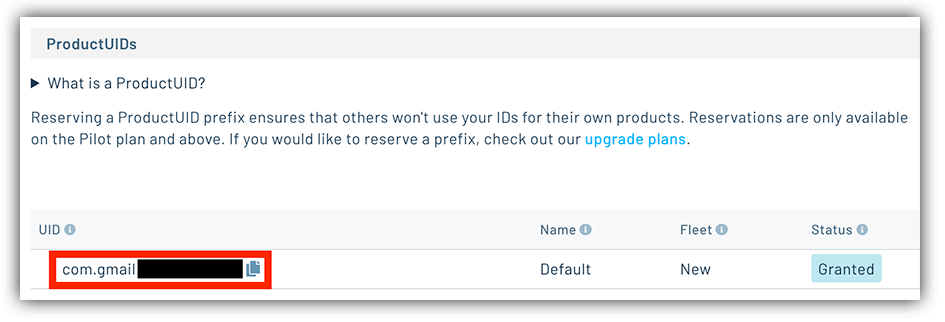 ProductUIDs
What is a ProductUID?
Reserving a ProductUID prefix ensures that others won't use your IDs for their own products. Reservations are only available
on the Pilot plan and above. If you would like to reserve a prefix, check out our upgrade plans.
UID Name Fleet Status
com.gmail Default New Granted